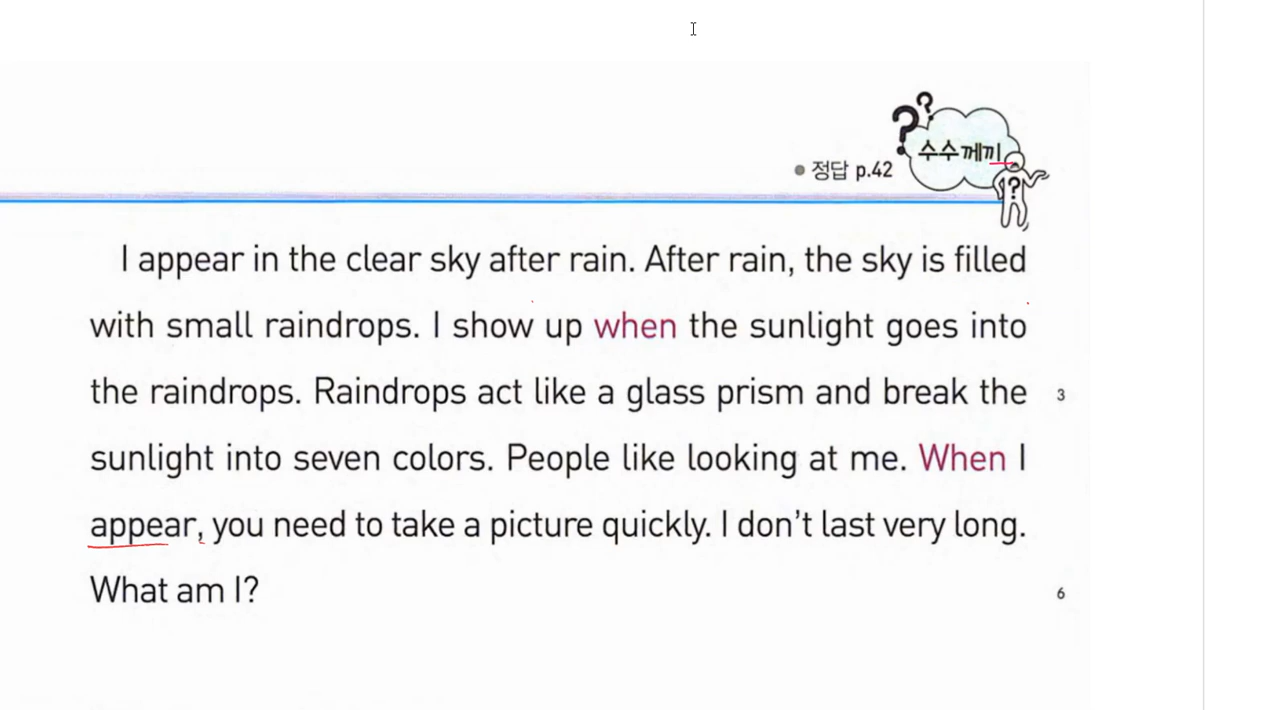 수수께끼
● 정답 p.42
I appear in the clear sky after rain. After rain, the sky is filled
with small raindrops. I show up when the sunlight goes into
the raindrops. Raindrops act like a glass prism and break the 3
sunlight into seven colors. People like looking at me. When I
appear, you need to take a picture quickly. I don't last very long.
What am I? 6